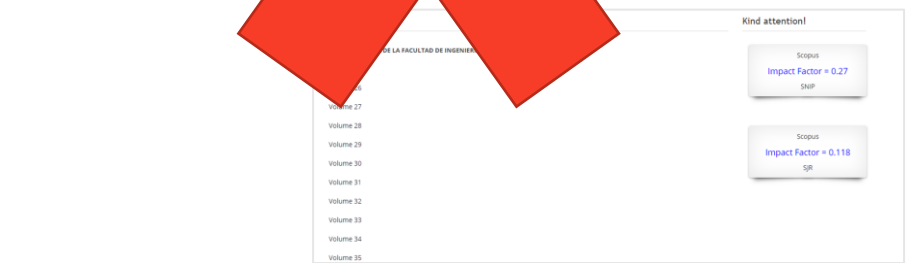 Kind attention!
DE LA FACULTAD DE
Scopus
Impact Factor = 0.27
SNIP
Volume 27
Volume 28
Volume 29
Volume 30
Volume 31
Volume 32
Volume 33
Volume 34
Volume 35
Scopus
Impact Factor = 0.118
SJR